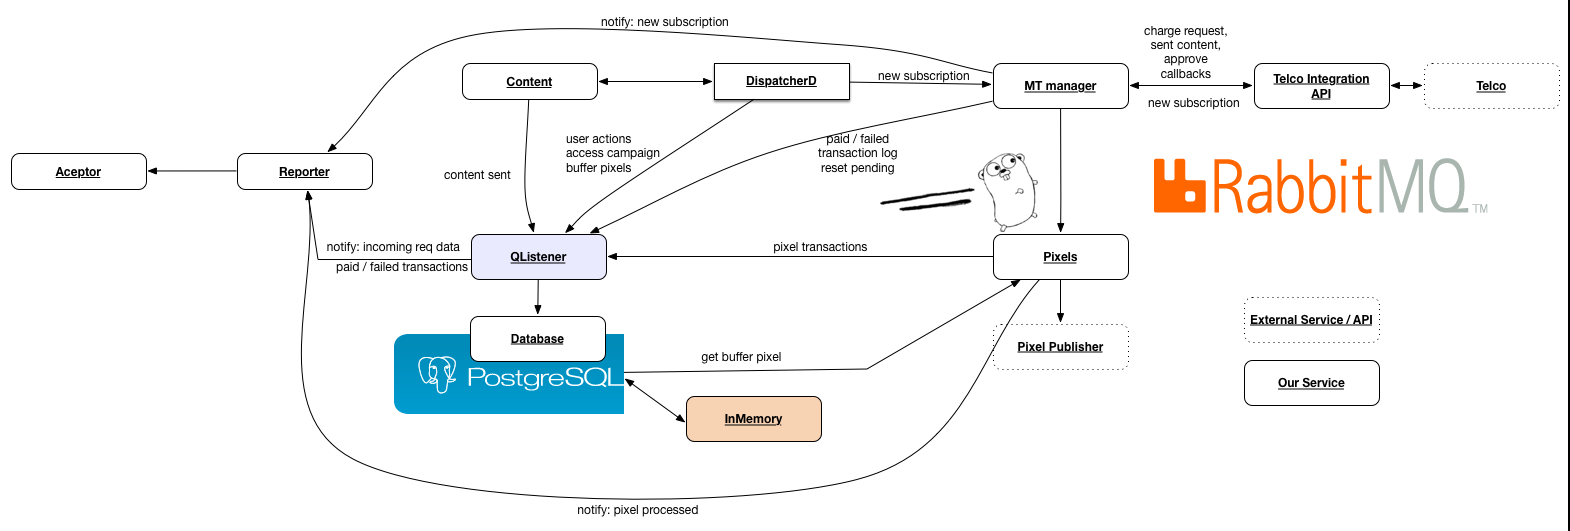 notify: new subscription
charge request,
sent content,
approve
callbacks
Content
DispatcherD
new subscription
MT manager
Telco Integration
API
Telco
new subscription
user actions
access campaign
buffer pixels
paid / failed
transaction log
reset pending
Aceptor
Reporter
content sent
RabbitMQ™
notify: incoming req data
paid / failed transactions
QListener
pixel transactions
Pixels
Database
PostgreSQL
get buffer pixel
Pixel Publisher
External Service / API
Our Service
InMemory
notify: pixel processed